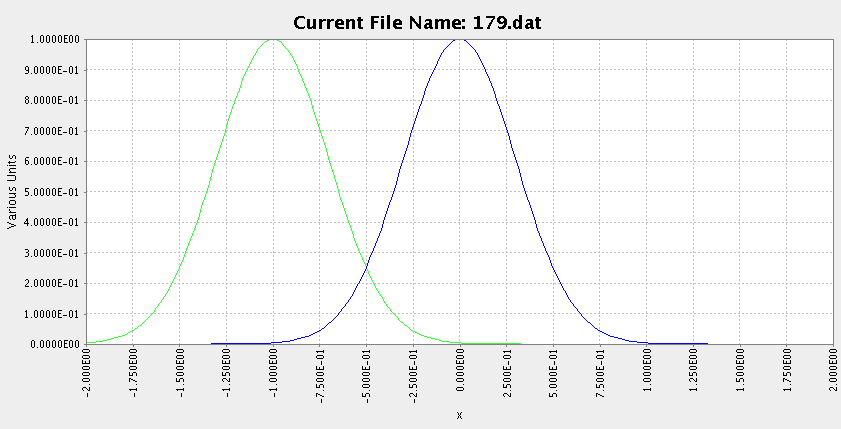 Current File Name: 179.dat
1.0000E00
9.0000E-01
8.0000E-01
7.0000E-01
6.0000E-01
5.0000E-01
4.0000E-01
3.0000E-01
2.0000E-01
1.0000E-01
0.0000E00
Various Units
-2.000E00
-1.750E00
-1.500E00
-1.250E00
-1.000E00
-7.500E-01
-5.000E-01
-2.500E-01
0.000E00
2.500E-01
5.000E-01
7.500E-01
1.000E00
1.250E00
1.500E00
1.750E00
2.000E00
x